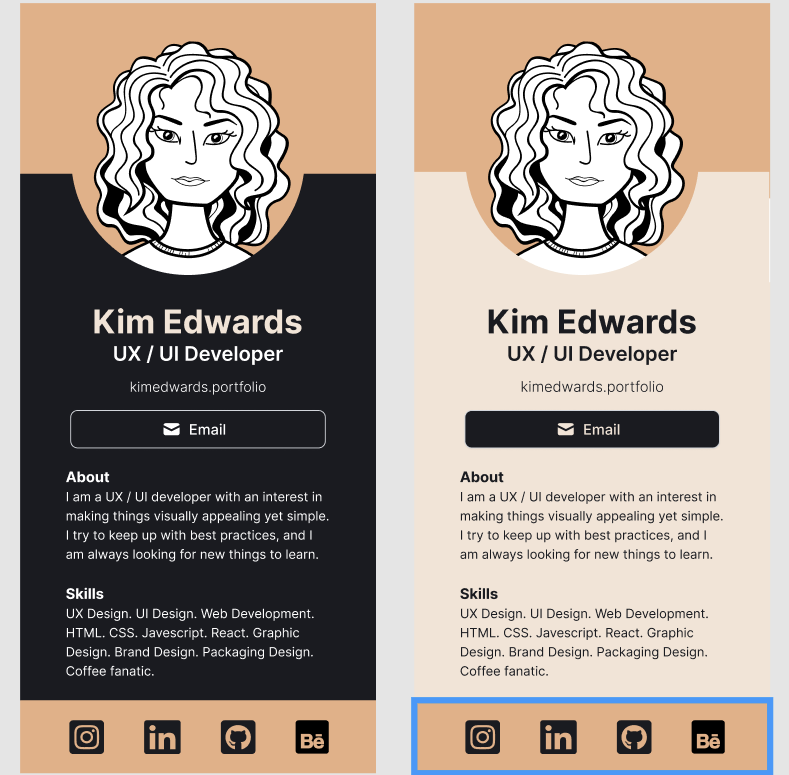 Kim Edwards
UX / UI Developer
kimedwards.portfolio
Email
About
I am a UX / UI developer with an interest in
making things visually appealing yet simple.
I try to keep up with best practices, and I
am always looking for new things to learn.
Skills
UX Design. UI Design. Web Development.
HTML. CSS. Javescript. React. Graphic
Design. Brand Design. Packaging Design.
Coffee fanatic.
in
Bē
Kim Edwards
UX / UI Developer
kimedwards.portfolio
Email
About
I am a UX / UI developer with an interest in
making things visually appealing yet simple.
I try to keep up with best practices, and I
am always looking for new things to learn.
Skills
UX Design. UI Design. Web Development.
HTML. CSS. Javescript. React. Graphic
Design. Brand Design. Packaging Design.
Coffee fanatic.
in
Bē